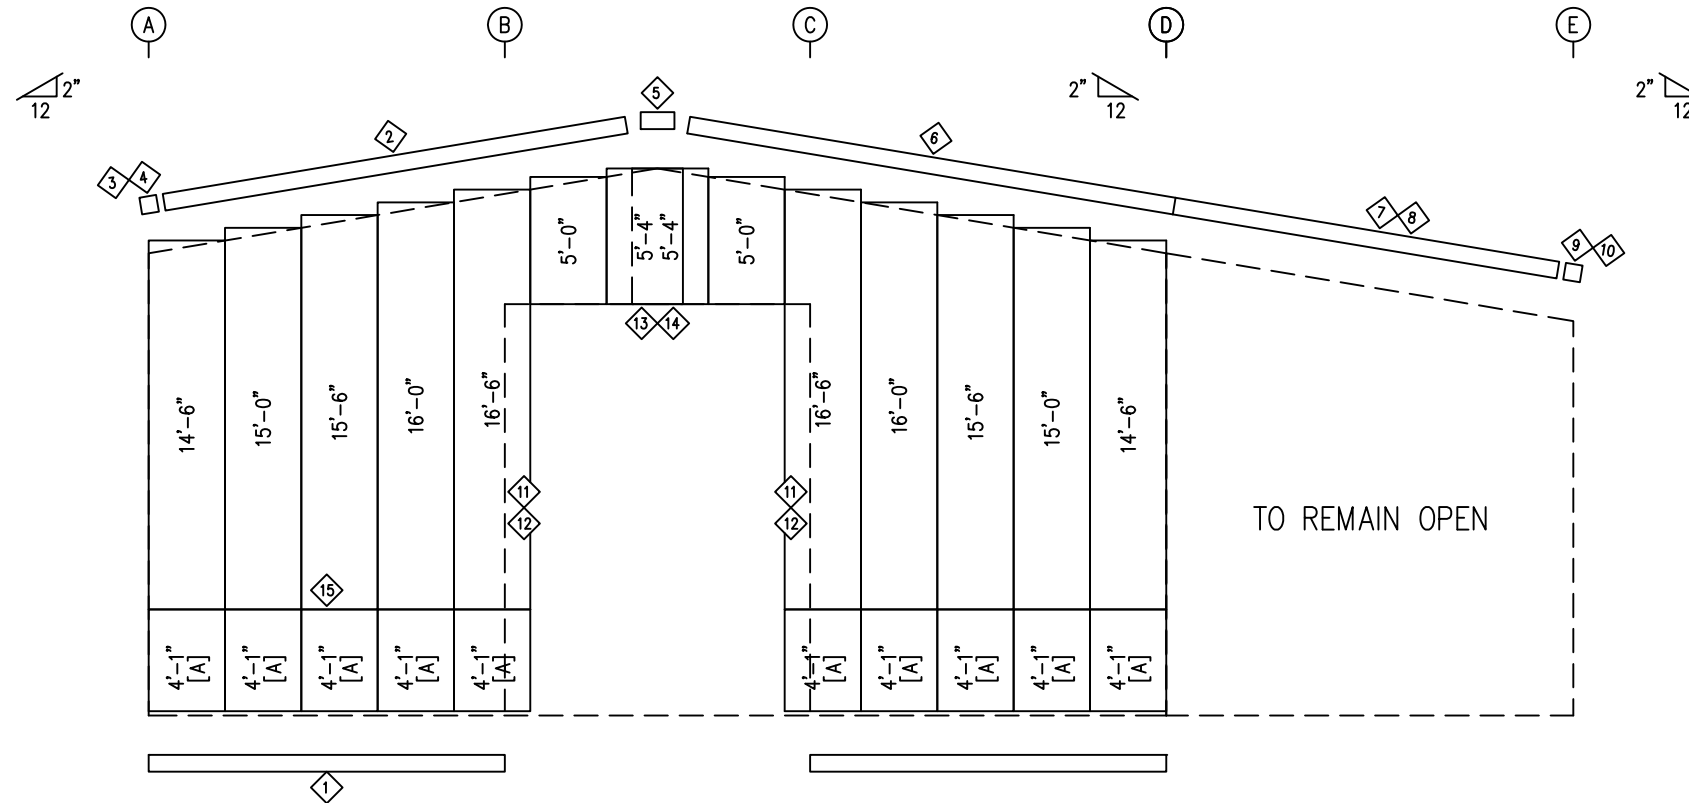 A
B
C
D
E
2"
12
2"
12
2"
12
5
2
6
3
4
7
8
9
10
5'-0"
5'-4"
5'-4"
5'-0"
13
14
14'-6"
15'-0"
15'-6"
16'-0"
16'-6"
16'-6"
16'-0"
15'-6"
15'-0"
14'-6"
11
12
11
12
TO REMAIN OPEN
15
4'-1"
[A]
4'-1"
[A]
4'-1"
[A]
4'-1"
[A]
4'-1"
[A]
4'-1"
[A]
4'-1"
[A]
4'-1"
[A]
4'-1"
[A]
4'-1"
[A]
1